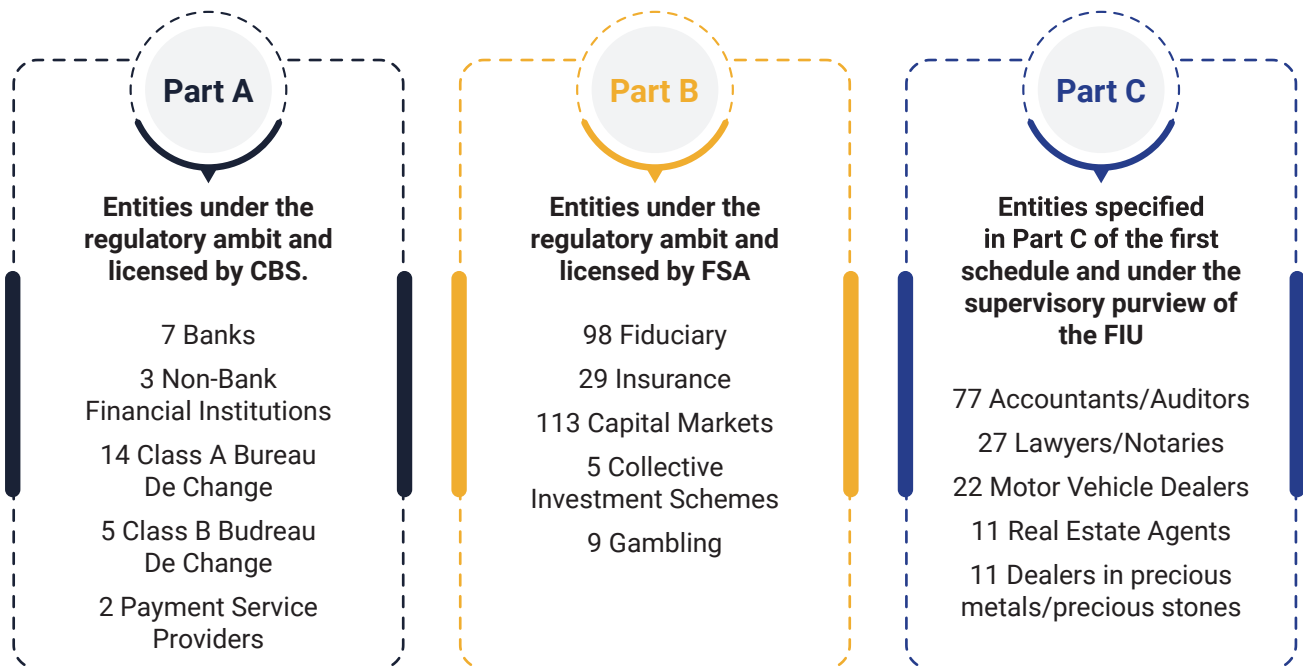 Part A
Entities under the
regulatory ambit and
licensed by CBS.
7 Banks
3 Non-Bank
Financial Institutions
14 Class A Bureau
De Change
5 Class B Budreau
De Change
2 Payment Service
Providers
Part B
Entities under the
regulatory ambit and
licensed by FSA
98 Fiduciary
29 Insurance
113 Capital Markets
5 Collective
Investment Schemes
9 Gambling
Part C
Entities specified
in Part C of the first
schedule and under the
supervisory purview of
the FIU
77 Accountants/Auditors
27 Lawyers/Notaries
22 Motor Vehicle Dealers
11 Real Estate Agents
11 Dealers in precious
metals/precious stones